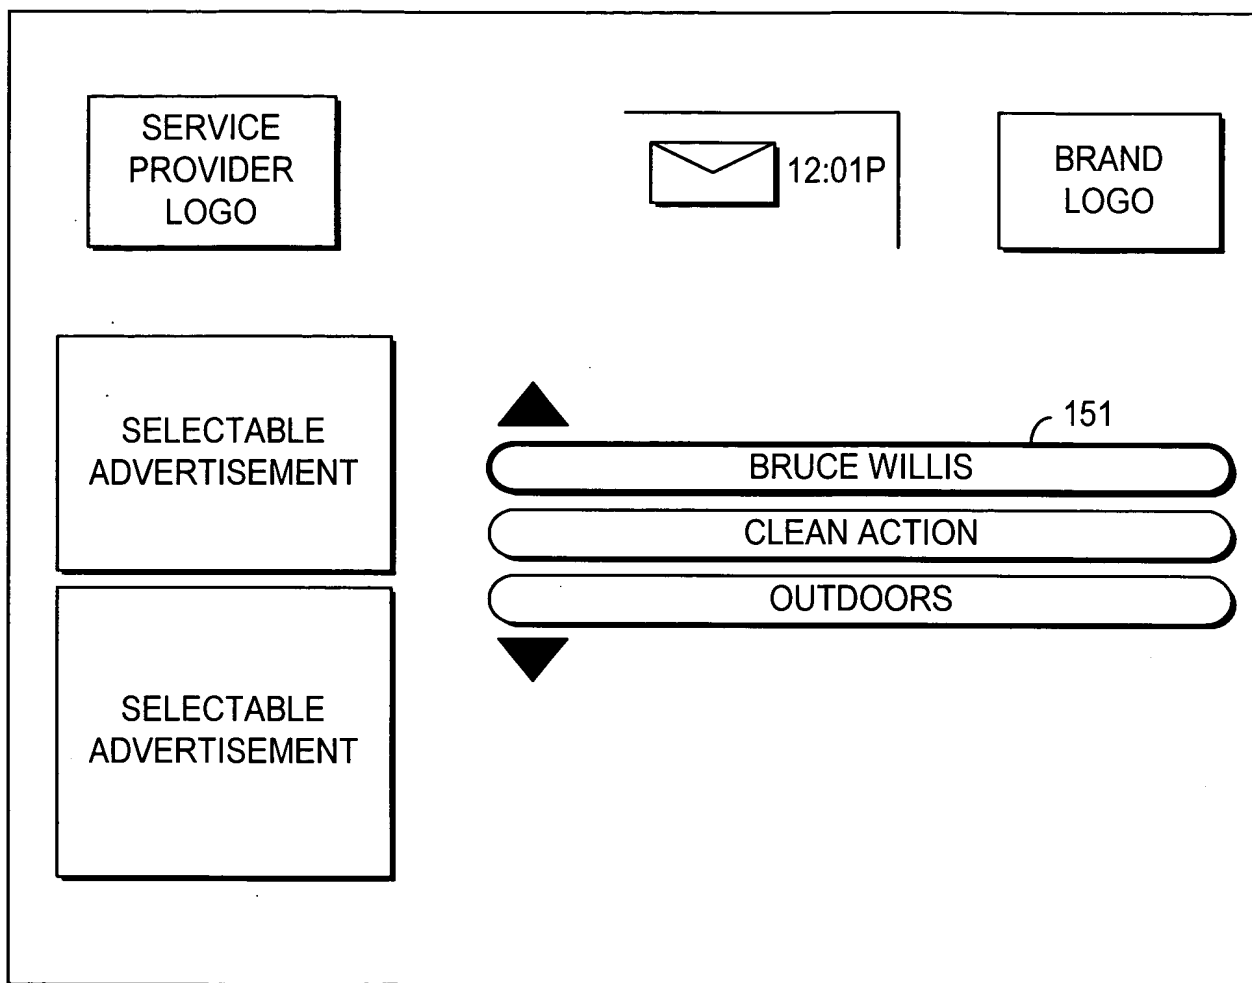 SERVICE
PROVIDER
LOGO
12:01P
BRAND
LOGO
SELECTABLE
ADVERTISEMENT
151
BRUCE WILLIS
CLEAN ACTION
OUTDOORS
SELECTABLE
ADVERTISEMENT